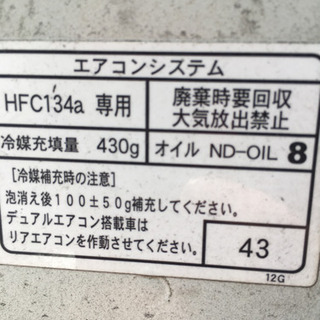 エアコンシステム
HFC134a 専用
廃棄時要回収
大気放出禁止
冷媒充填量 430g
オイル ND-OIL 8
［冷媒補充時の注意］
泡消え後100±50g補充してください。
デュアルエアコン搭載車は
リアエアコンを作動させてください。
43
12G